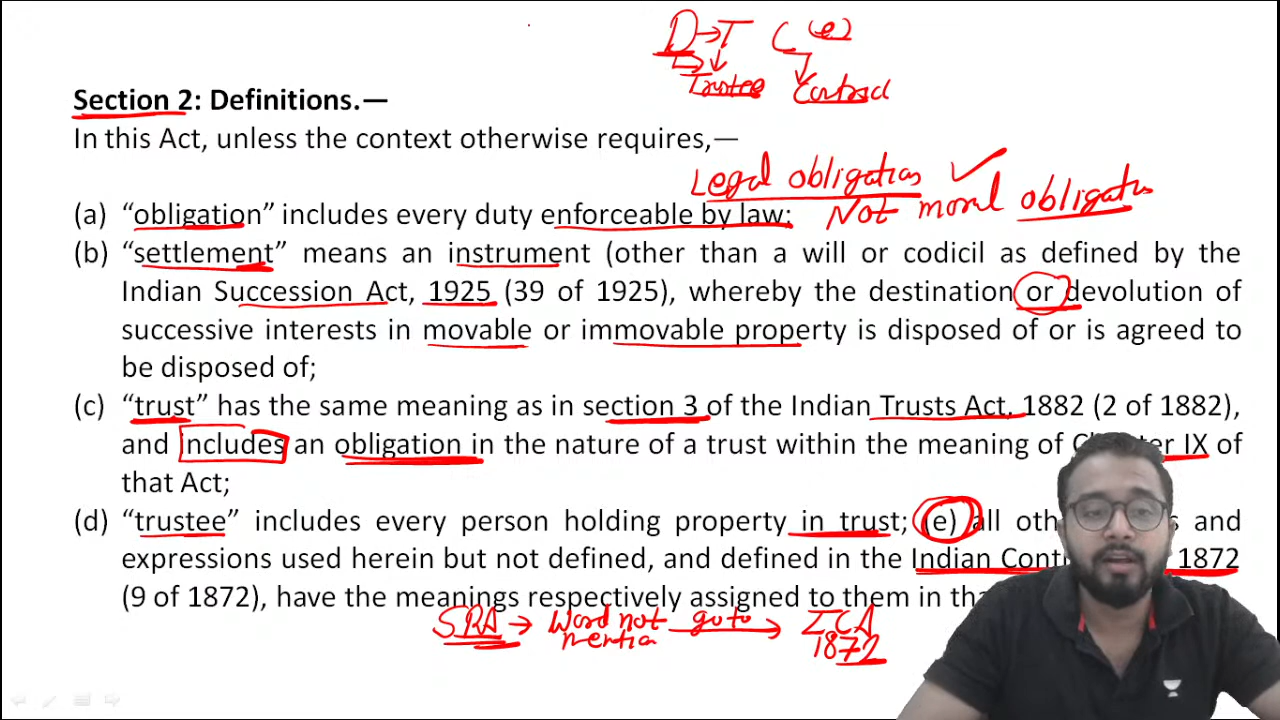 D → T C (e)
Trustee Contract
Section 2: Definitions.—
In this Act, unless the context otherwise requires,—
Legal obligation ✓
Not moral obligation
(a) “obligation” includes every duty enforceable by law;
(b) “settlement” means an instrument (other than a will or codicil as defined by the
Indian Succession Act, 1925 (39 of 1925), whereby the destination or devolution of
successive interests in movable or immovable property is disposed of or is agreed to
be disposed of;
(c) “trust” has the same meaning as in section 3 of the Indian Trusts Act, 1882 (2 of 1882),
and includes an obligation in the nature of a trust within the meaning of IX of
that Act;
(d) “trustee” includes every person holding property in trust; (e) all and
expressions used herein but not defined, and defined in the Indian 1872
(9 of 1872), have the meanings respectively assigned to them in
SRA → Word not go to → ICA
mention 1872